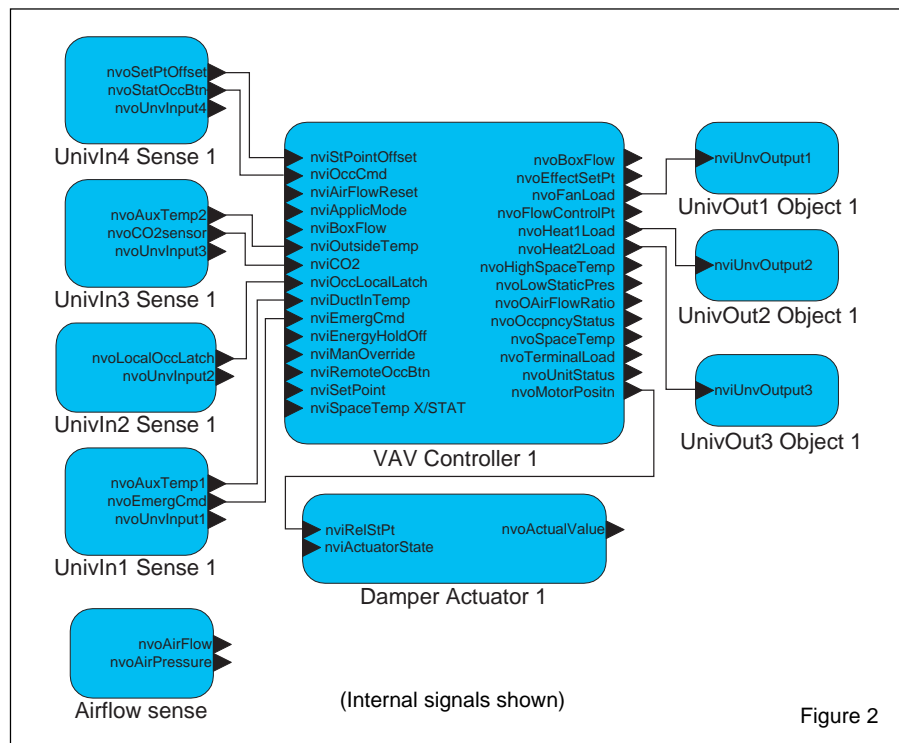 nvoSetPtOffset
nvoStatOccBtn
nvoUnvInput4
UnivIn4 Sense 1
nvoAuxTemp2
nvoCO2sensor
nvoUnvInput3
UnivIn3 Sense 1
nvoLocalOccLatch
nvoUnvInput2
UnivIn2 Sense 1
nvoAuxTemp1
nvoEmergCmd
nvoUnvInput1
UnivIn1 Sense 1
nvoAirFlow
nvoAirPressure
Airflow sense
nviStPointOffset
nviOccCmd
nviAirFlowReset
nviApplicMode
nviBoxFlow
nviOutsideTemp
nviCO2
nviOccLocalLatch
nviDuctInTemp
nviEmergCmd
nviEnergyHoldOff
nviManOverride
nviRemoteOccBtn
nviSetPoint
nviSpaceTemp X/STAT
nvoBoxFlow
nvoEffectSetPt
nvoFanLoad
nvoFlowControlPt
nvoHeat1Load
nvoHeat2Load
nvoHighSpaceTemp
nvoLowStaticPres
nvoOAirFlowRatio
nvoOccpncyStatus
nvoSpaceTemp
nvoTerminalLoad
nvoUnitStatus
nvoMotorPositn
VAV Controller 1
nviRelStPt
nviActuatorState
nvoActualValue
Damper Actuator 1
nviUnvOutput1
UnivOut1 Object 1
nviUnvOutput2
UnivOut2 Object 1
nviUnvOutput3
UnivOut3 Object 1
(Internal signals shown)
Figure 2